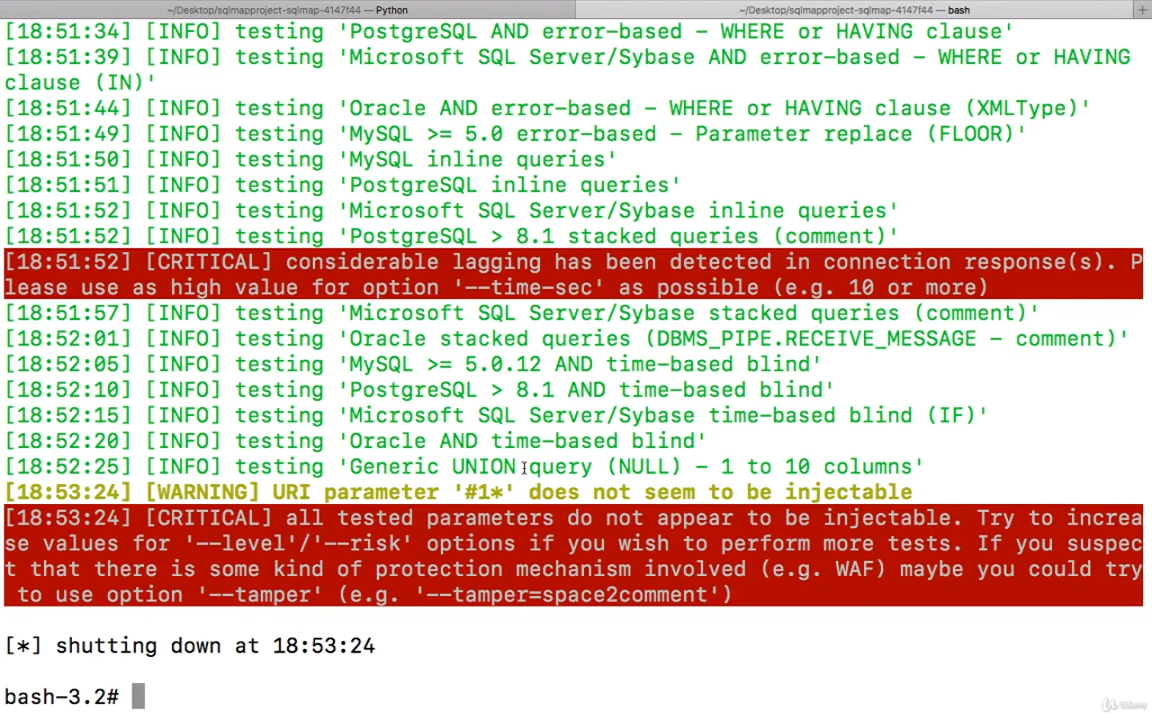 ~/Desktop/sqlmapproject-sqlmap-4147f44 — Python
~/Desktop/sqlmapproject-sqlmap-4147f44 — bash
[18:51:34] [INFO] testing 'PostgreSQL AND error-based - WHERE or HAVING clause'
[18:51:39] [INFO] testing 'Microsoft SQL Server/Sybase AND error-based - WHERE or HAVING
clause (IN)'
[18:51:44] [INFO] testing 'Oracle AND error-based - WHERE or HAVING clause (XMLType)'
[18:51:49] [INFO] testing 'MySQL >= 5.0 error-based - Parameter replace (FLOOR)'
[18:51:50] [INFO] testing 'MySQL inline queries'
[18:51:51] [INFO] testing 'PostgreSQL inline queries'
[18:51:52] [INFO] testing 'Microsoft SQL Server/Sybase inline queries'
[18:51:52] [INFO] testing 'PostgreSQL > 8.1 stacked queries (comment)'
[18:51:52] [CRITICAL] considerable lagging has been detected in connection response(s). P
lease use as high value for option '--time-sec' as possible (e.g. 10 or more)
[18:51:57] [INFO] testing 'Microsoft SQL Server/Sybase stacked queries (comment)'
[18:52:01] [INFO] testing 'Oracle stacked queries (DBMS_PIPE.RECEIVE_MESSAGE - comment)'
[18:52:05] [INFO] testing 'MySQL >= 5.0.12 AND time-based blind'
[18:52:10] [INFO] testing 'PostgreSQL > 8.1 AND time-based blind'
[18:52:15] [INFO] testing 'Microsoft SQL Server/Sybase time-based blind (IF)'
[18:52:20] [INFO] testing 'Oracle AND time-based blind'
[18:52:25] [INFO] testing 'Generic UNION query (NULL) - 1 to 10 columns'
[18:53:24] [WARNING] URI parameter '#1*' does not seem to be injectable
[18:53:24] [CRITICAL] all tested parameters do not appear to be injectable. Try to increa
se values for '--level'/'--risk' options if you wish to perform more tests. If you suspec
t that there is some kind of protection mechanism involved (e.g. WAF) maybe you could try
 to use option '--tamper' (e.g. '--tamper=space2comment')
[*] shutting down at 18:53:24
bash-3.2#
Udemy